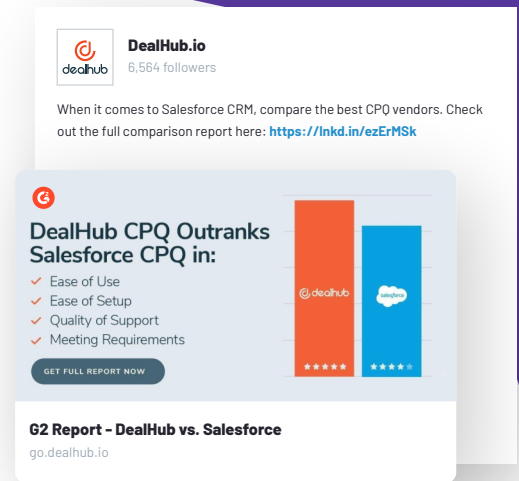 dealhub
DealHub.io
6,564 followers
When it comes to Salesforce CRM, compare the best CPQ vendors. Check
out the full comparison report here: https://lnkd.in/ezErMSk
G2
DealHub CPQ Outranks
Salesforce CPQ in:
Ease of Use
Ease of Setup
Quality of Support
Meeting Requirements
GET FULL REPORT NOW
dealhub
salesforce
G2 Report - DealHub vs. Salesforce
go.dealhub.io